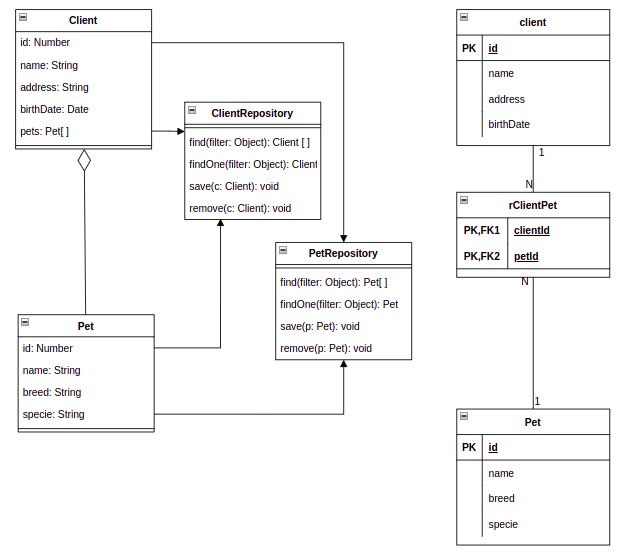 Client
id: Number
name: String
address: String
birthDate: Date
pets: Pet[ ]
ClientRepository
find(filter: Object): Client [ ]
findOne(filter: Object): Client
save(c: Client): void
remove(c: Client): void
PetRepository
find(filter: Object): Pet[ ]
findOne(filter: Object): Pet
save(p: Pet): void
remove(p: Pet): void
Pet
id: Number
name: String
breed: String
specie: String
client
PK id
name
address
birthDate
1
N
rClientPet
PK,FK1 clientId
PK,FK2 petId
N
1
Pet
PK id
name
breed
specie